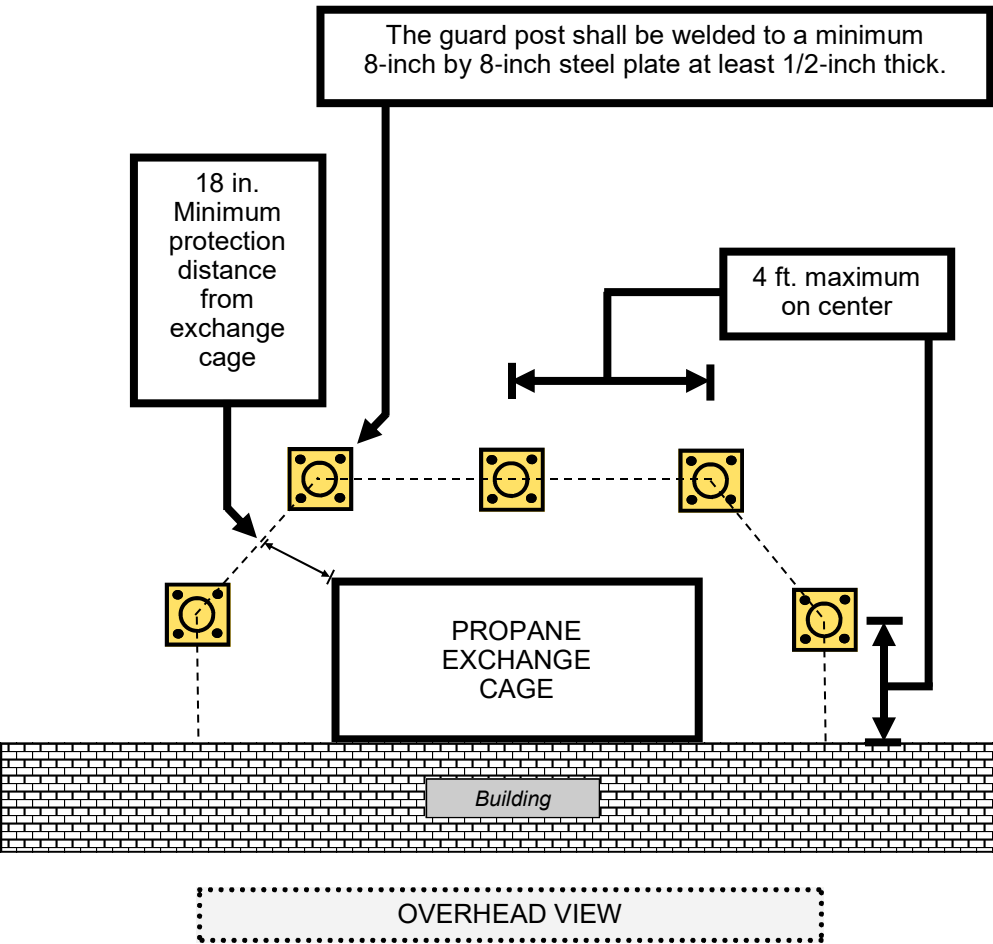 The guard post shall be welded to a minimum
8-inch by 8-inch steel plate at least 1/2-inch thick.
18 in.
Minimum
protection
distance
from
exchange
cage
4 ft. maximum
on center
PROPANE
EXCHANGE
CAGE
Building
OVERHEAD VIEW